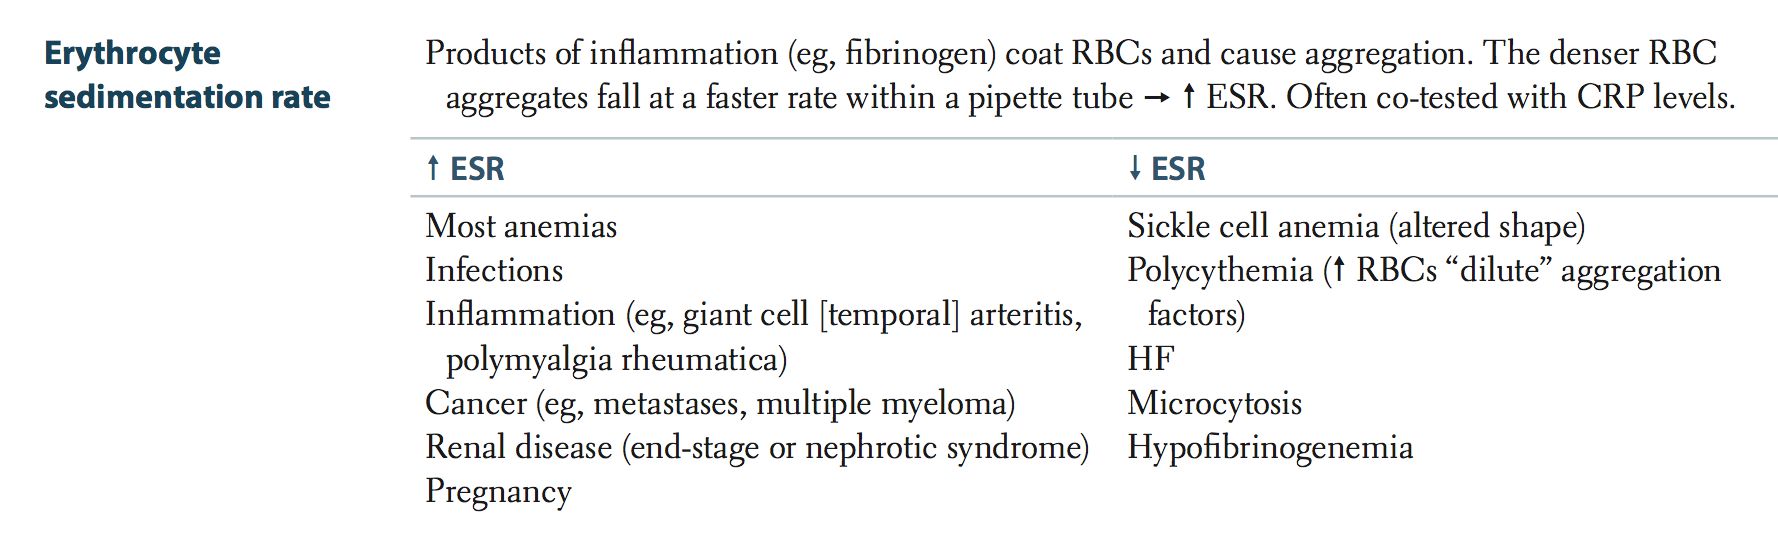 Erythrocyte
sedimentation rate
Products of inflammation (eg, fibrinogen) coat RBCs and cause aggregation. The denser RBC
aggregates fall at a faster rate within a pipette tube → ↑ ESR. Often co-tested with CRP levels.
↑ ESR
Most anemias
Infections
Inflammation (eg, giant cell [temporal] arteritis,
polymyalgia rheumatica)
Cancer (eg, metastases, multiple myeloma)
Renal disease (end-stage or nephrotic syndrome)
Pregnancy
↓ ESR
Sickle cell anemia (altered shape)
Polycythemia (↑ RBCs “dilute” aggregation
factors)
HF
Microcytosis
Hypofibrinogenemia